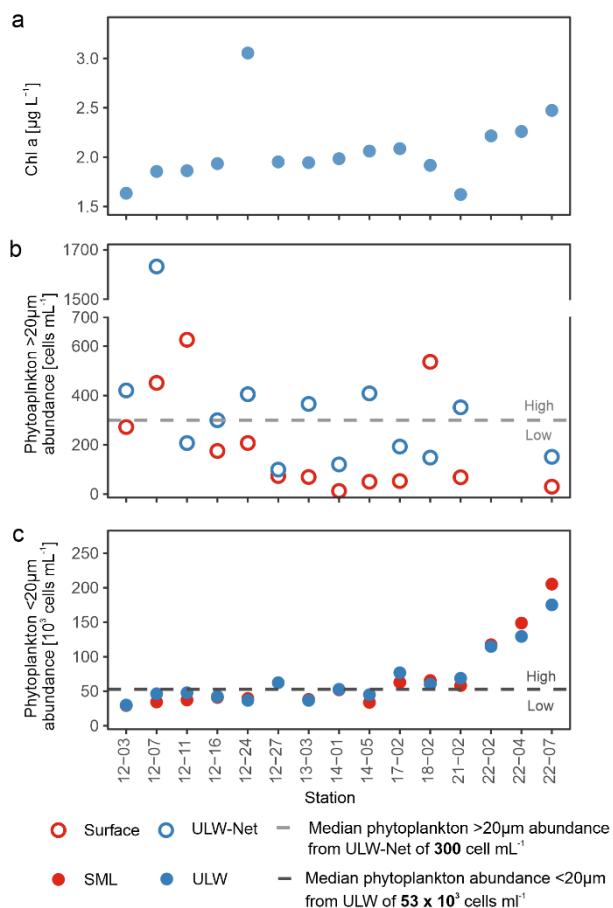 a
Chl a [µg L⁻¹]
3.0
2.5
2.0
1.5
b
Phytoaplnkton >20µm
abundance [cells mL⁻¹]
1700
1500
700
600
400
200
0
High
Low
c
Phytoplankton <20µm
abundance [10³ cells mL⁻¹]
250
200
150
100
50
0
High
Low
12−03
12−07
12−11
12−16
12−24
12−27
13−03
14−01
14−05
17−02
18−02
21−02
22−02
22−04
22−07
Station
Surface
ULW-Net
Median phytoplankton >20µm abundance
from ULW-Net of 300 cell mL⁻¹
SML
ULW
Median phytoplankton abundance <20µm
from ULW of 53 x 10³ cells ml⁻¹